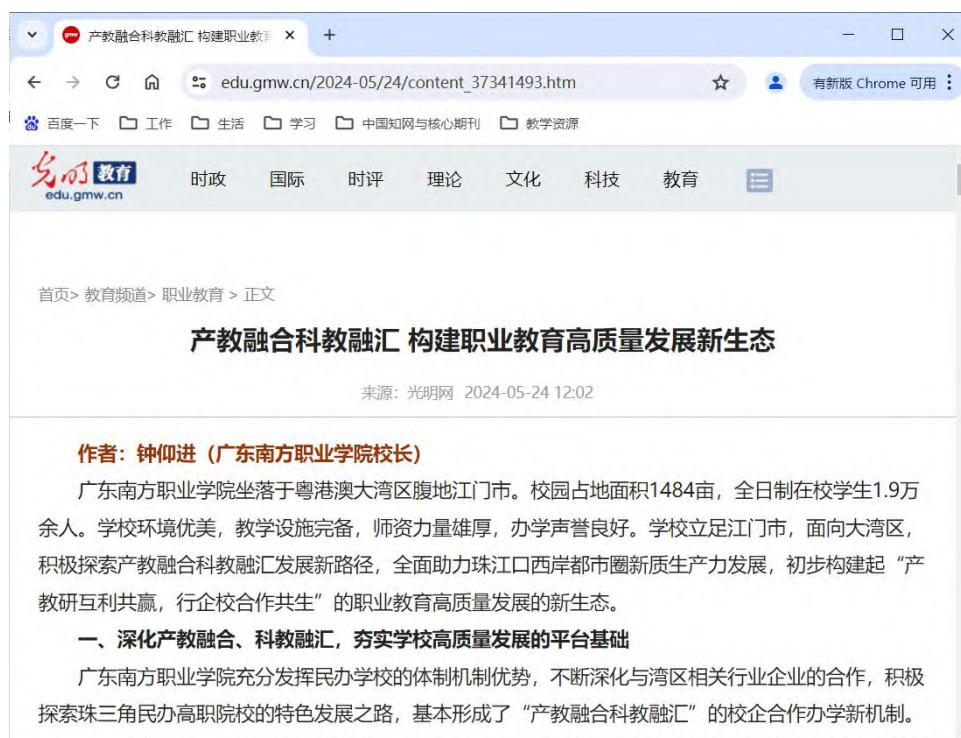 产教融合科教融汇 构建职业教育
edu.gmw.cn/2024-05/24/content_37341493.htm
有新版 Chrome 可用
百度一下 工作 生活 学习 中国知网与核心期刊 教学资源
光明 教育 时政 国际 时评 理论 文化 科技 教育
edu.gmw.cn
首页> 教育频道> 职业教育 > 正文
产教融合科教融汇 构建职业教育高质量发展新生态
来源：光明网 2024-05-24 12:02
作者：钟仰进（广东南方职业学院校长）
广东南方职业学院坐落于粤港澳大湾区腹地江门市。校园占地面积1484亩，全日制在校学生1.9万
余人。学校环境优美，教学设施完备，师资力量雄厚，办学声誉良好。学校立足江门市，面向大湾区，
积极探索产教融合科教融汇发展新路径，全面助力珠江口西岸都市圈新质生产力发展，初步构建起“产
教研互利共赢，行企校合作共生”的职业教育高质量发展的新生态。
一、深化产教融合、科教融汇，夯实学校高质量发展的平台基础
广东南方职业学院充分发挥民办学校的体制机制优势，不断深化与湾区相关行业企业的合作，积极
探索珠三角民办高职院校的特色发展之路，基本形成了“产教融合科教融汇”的校企合作办学新机制。